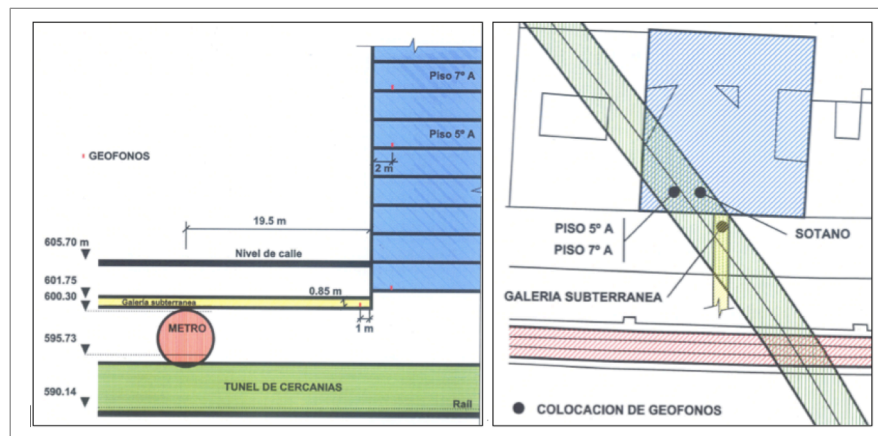 Piso 7º A
Piso 5º A
GEOFONOS
2 m
19.5 m
605.70 m
Nivel de calle
601.75
600.30
0.85 m
Galeria subterranea
1 m
METRO
595.73
TUNEL DE CERCANIAS
590.14
Rail
PISO 5º A
PISO 7º A
SOTANO
GALERIA SUBTERRANEA
COLOCACION DE GEOFONOS